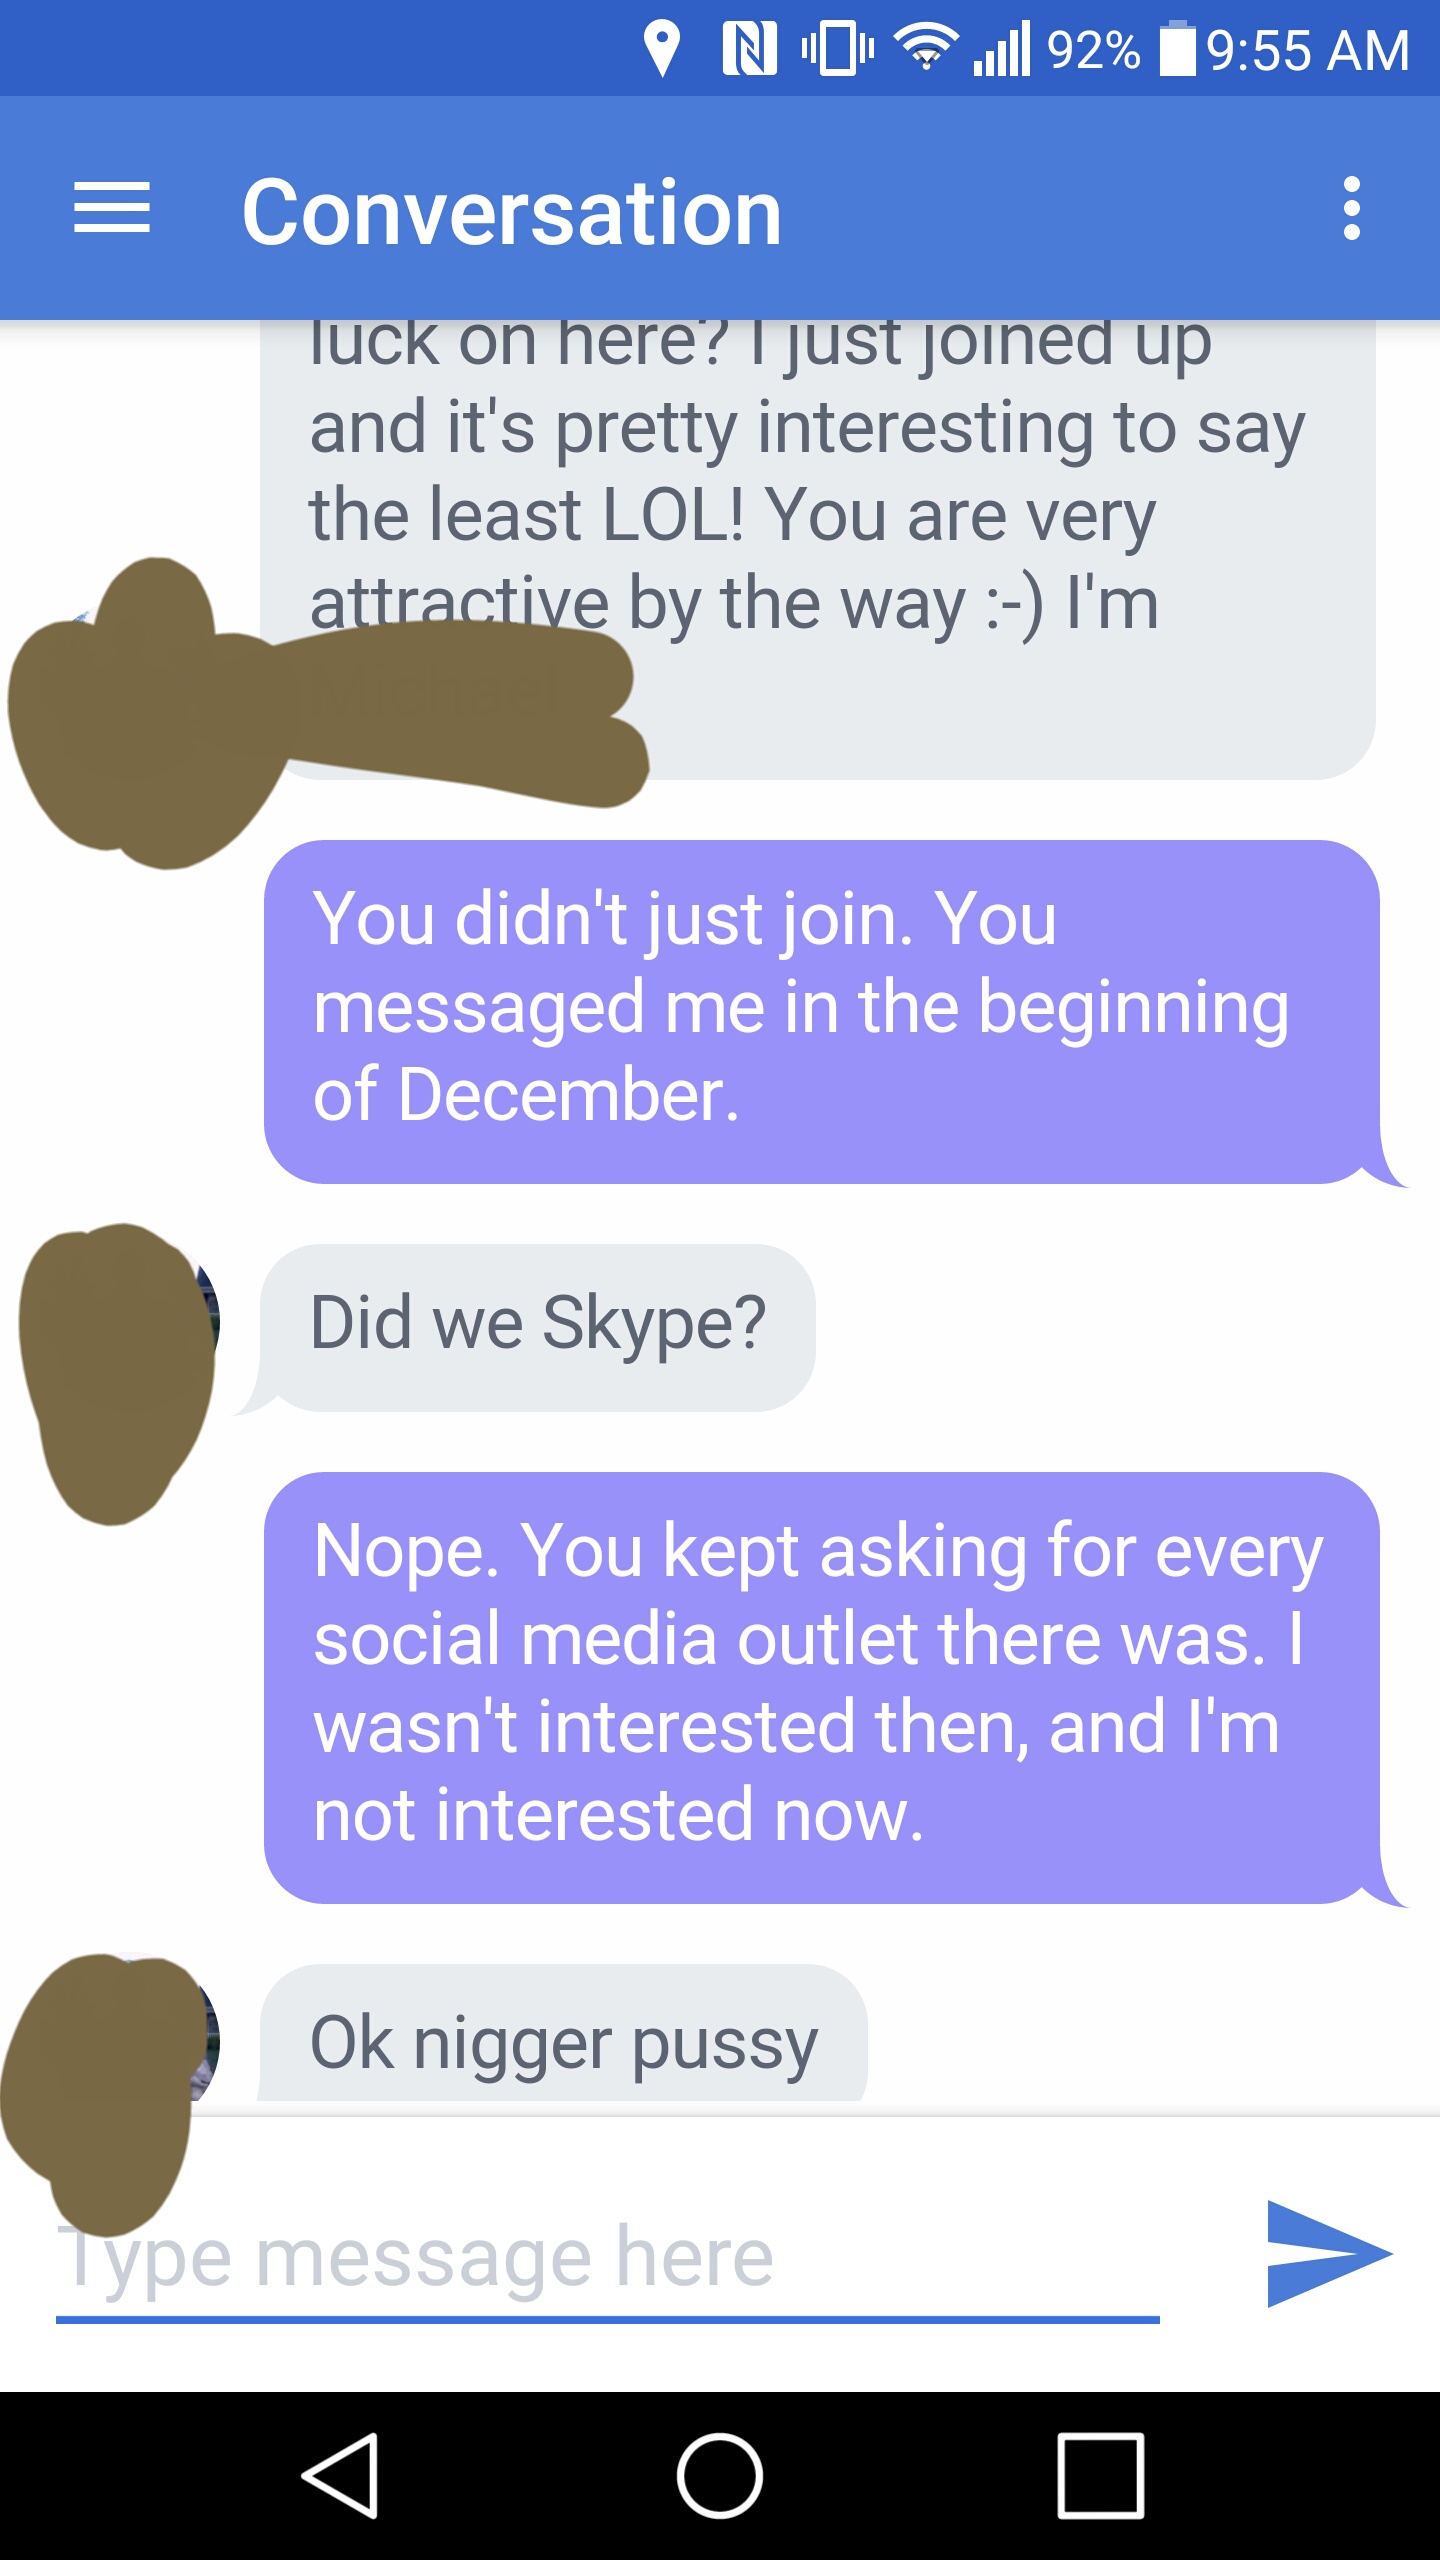 92% 9:55 AM
Conversation
luck on here? I just joined up
and it's pretty interesting to say
the least LOL! You are very
attractive by the way :-) I'm
You didn't just join. You
messaged me in the beginning
of December.
Did we Skype?
Nope. You kept asking for every
social media outlet there was. I
wasn't interested then, and I'm
not interested now.
Ok nigger pussy
Type message here